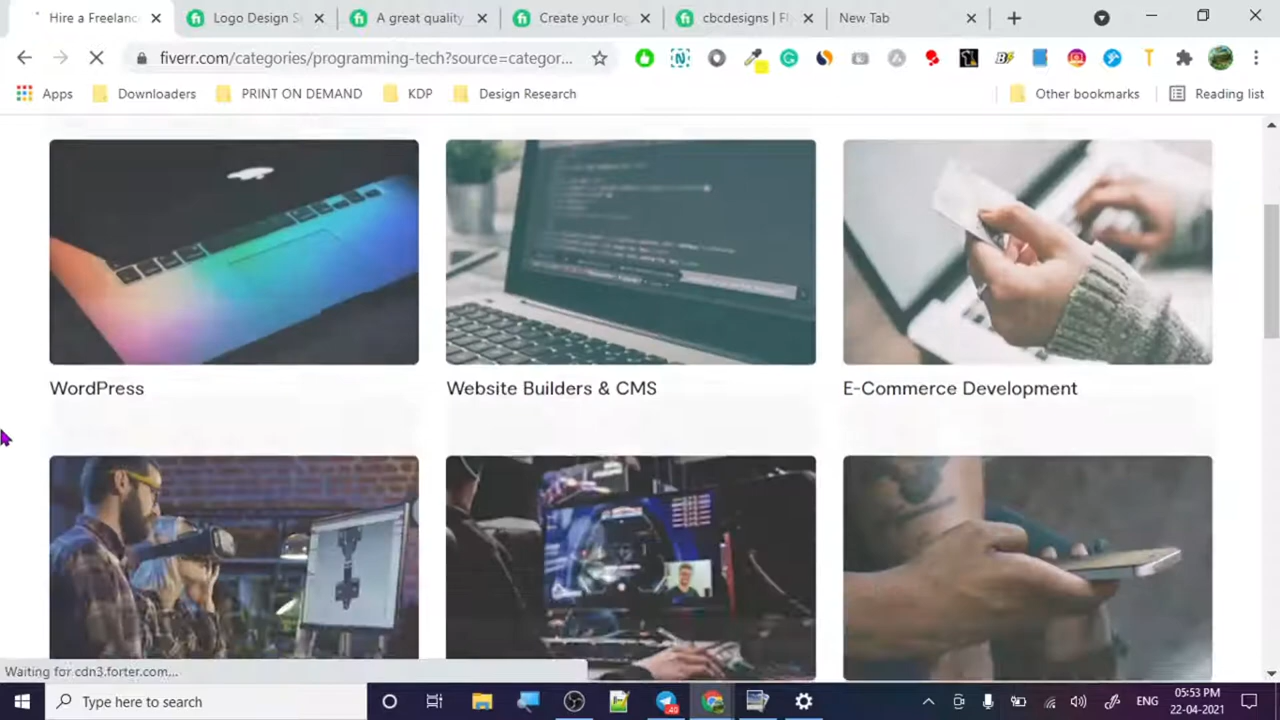 Hire a Freelanc
Logo Design S
A great quality
Create your log
cbcdesigns | F
New Tab
fiverr.com/categories/programming-tech?source=categor...
Apps
Downloaders
PRINT ON DEMAND
KDP
Design Research
Other bookmarks
Reading list
WordPress
Website Builders & CMS
E-Commerce Development
Waiting for cdn3.forter.com...
Type here to search
40
ENG
05:53 PM
22-04-2021